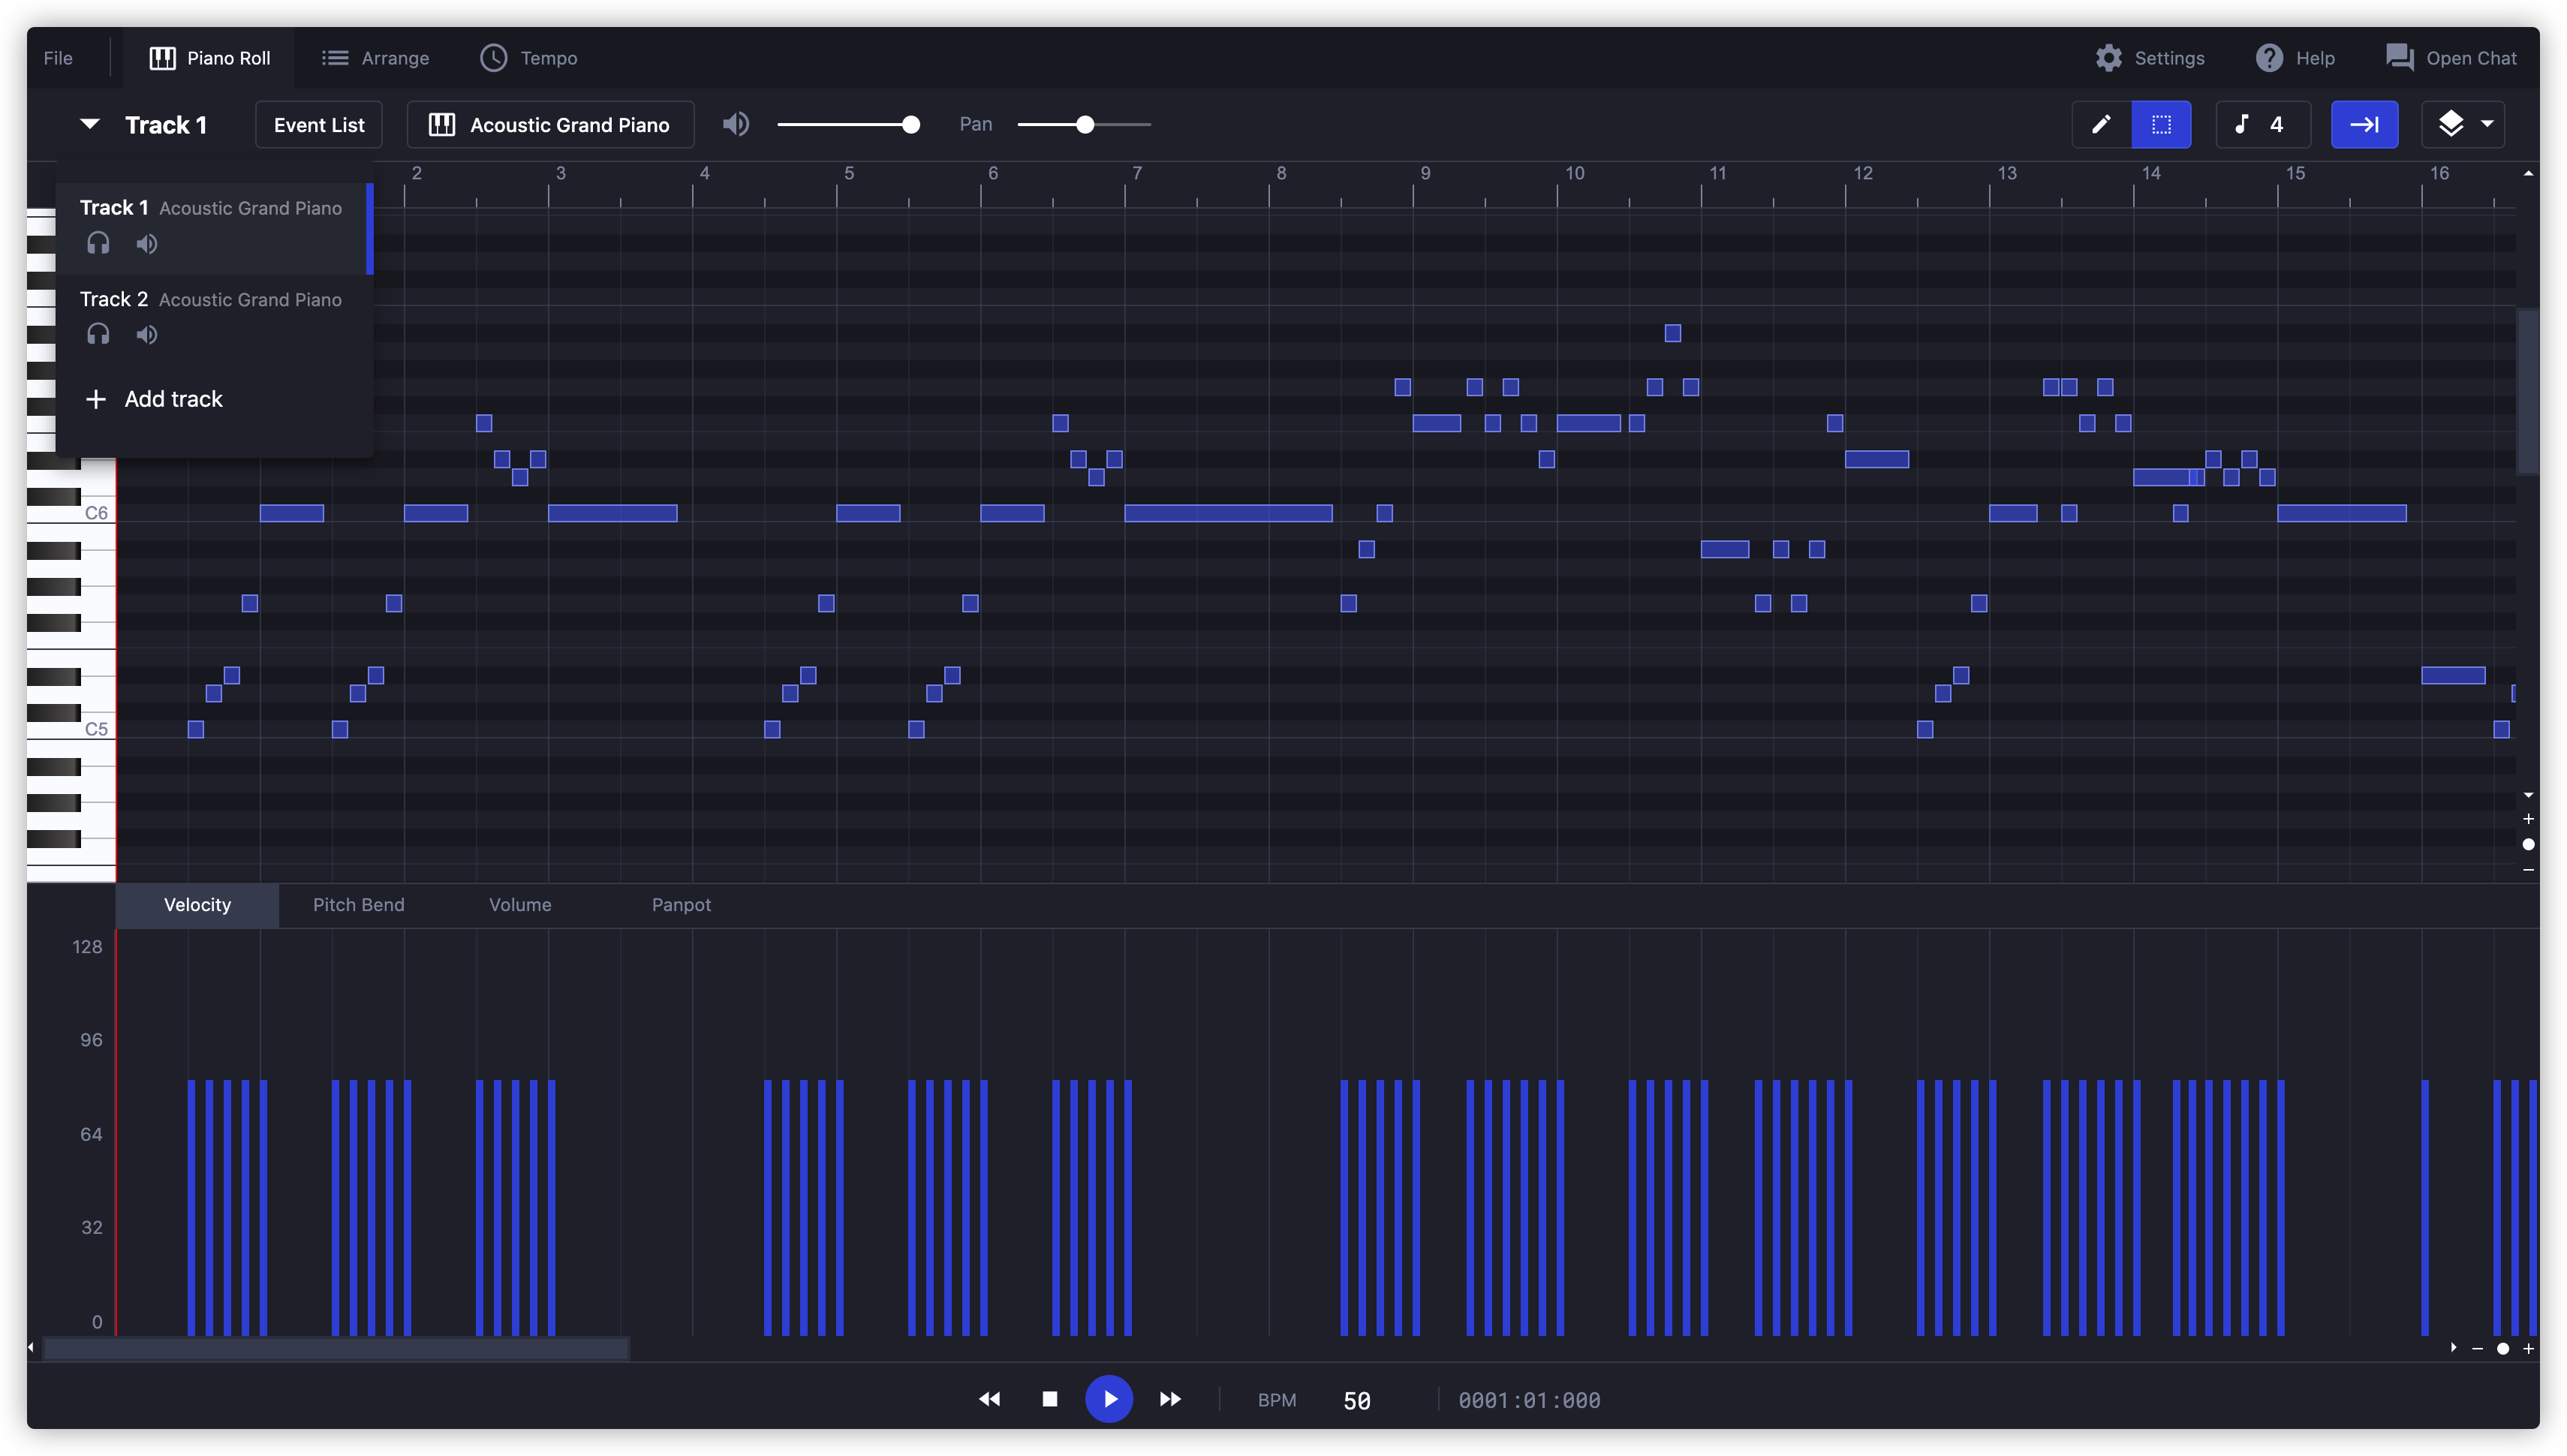 File Piano Roll Arrange Tempo Settings Help Open Chat
Track 1 Event List Acoustic Grand Piano Pan 4
2 3 4 5 6 7 8 9 10 11 12 13 14 15 16
Track 1 Acoustic Grand Piano
Track 2 Acoustic Grand Piano
Add track
C6
C5
Velocity Pitch Bend Volume Panpot
128
96
64
32
0
BPM 50 0001:01:000